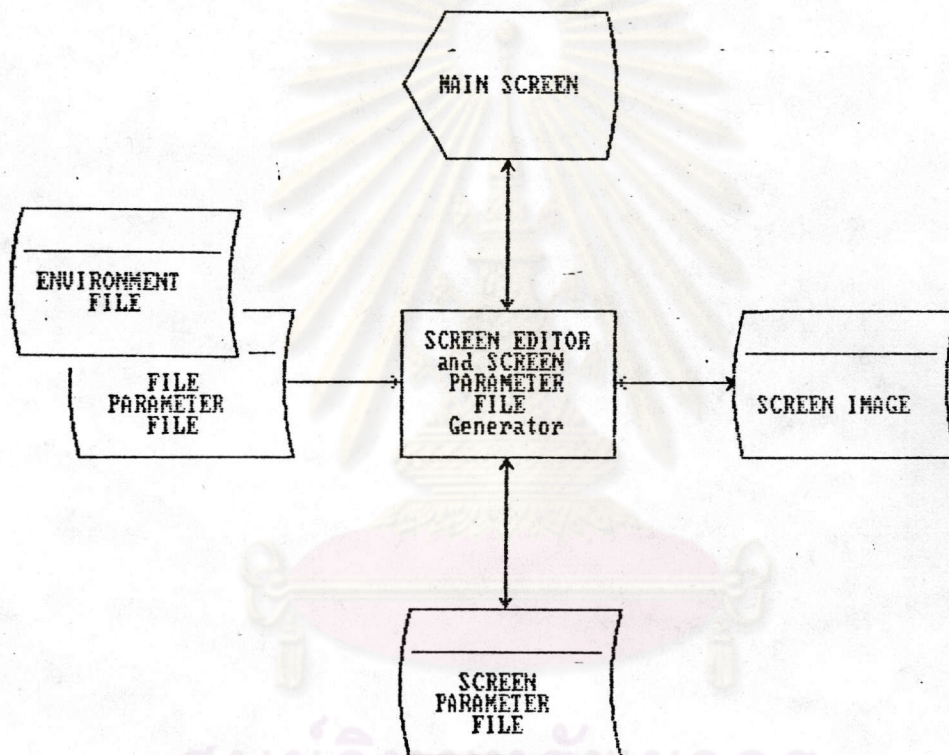 MAIN SCREEN
ENVIRONMENT
FILE
FILE
PARAMETER
FILE
SCREEN EDITOR
and SCREEN
PARAMETER
FILE
Generator
SCREEN IMAGE
SCREEN
PARAMETER
FILE